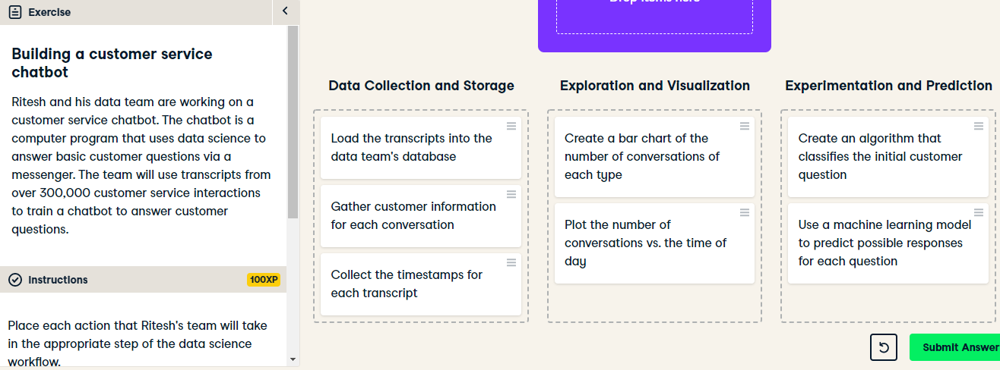 Exercise
Building a customer service
chatbot
Ritesh and his data team are working on a
customer service chatbot. The chatbot is a
computer program that uses data science to
answer basic customer questions via a
messenger. The team will use transcripts from
over 300,000 customer service interactions
to train a chatbot to answer customer
questions.
Instructions
100XP
Place each action that Ritesh's team will take
in the appropriate step of the data science
workflow.
Drop items here
Data Collection and Storage
Load the transcripts into the
data team's database
Gather customer information
for each conversation
Collect the timestamps for
each transcript
Exploration and Visualization
Create a bar chart of the
number of conversations of
each type
Plot the number of
conversations vs. the time of
day
Experimentation and Prediction
Create an algorithm that
classifies the initial customer
question
Use a machine learning model
to predict possible responses
for each question
Submit Answer